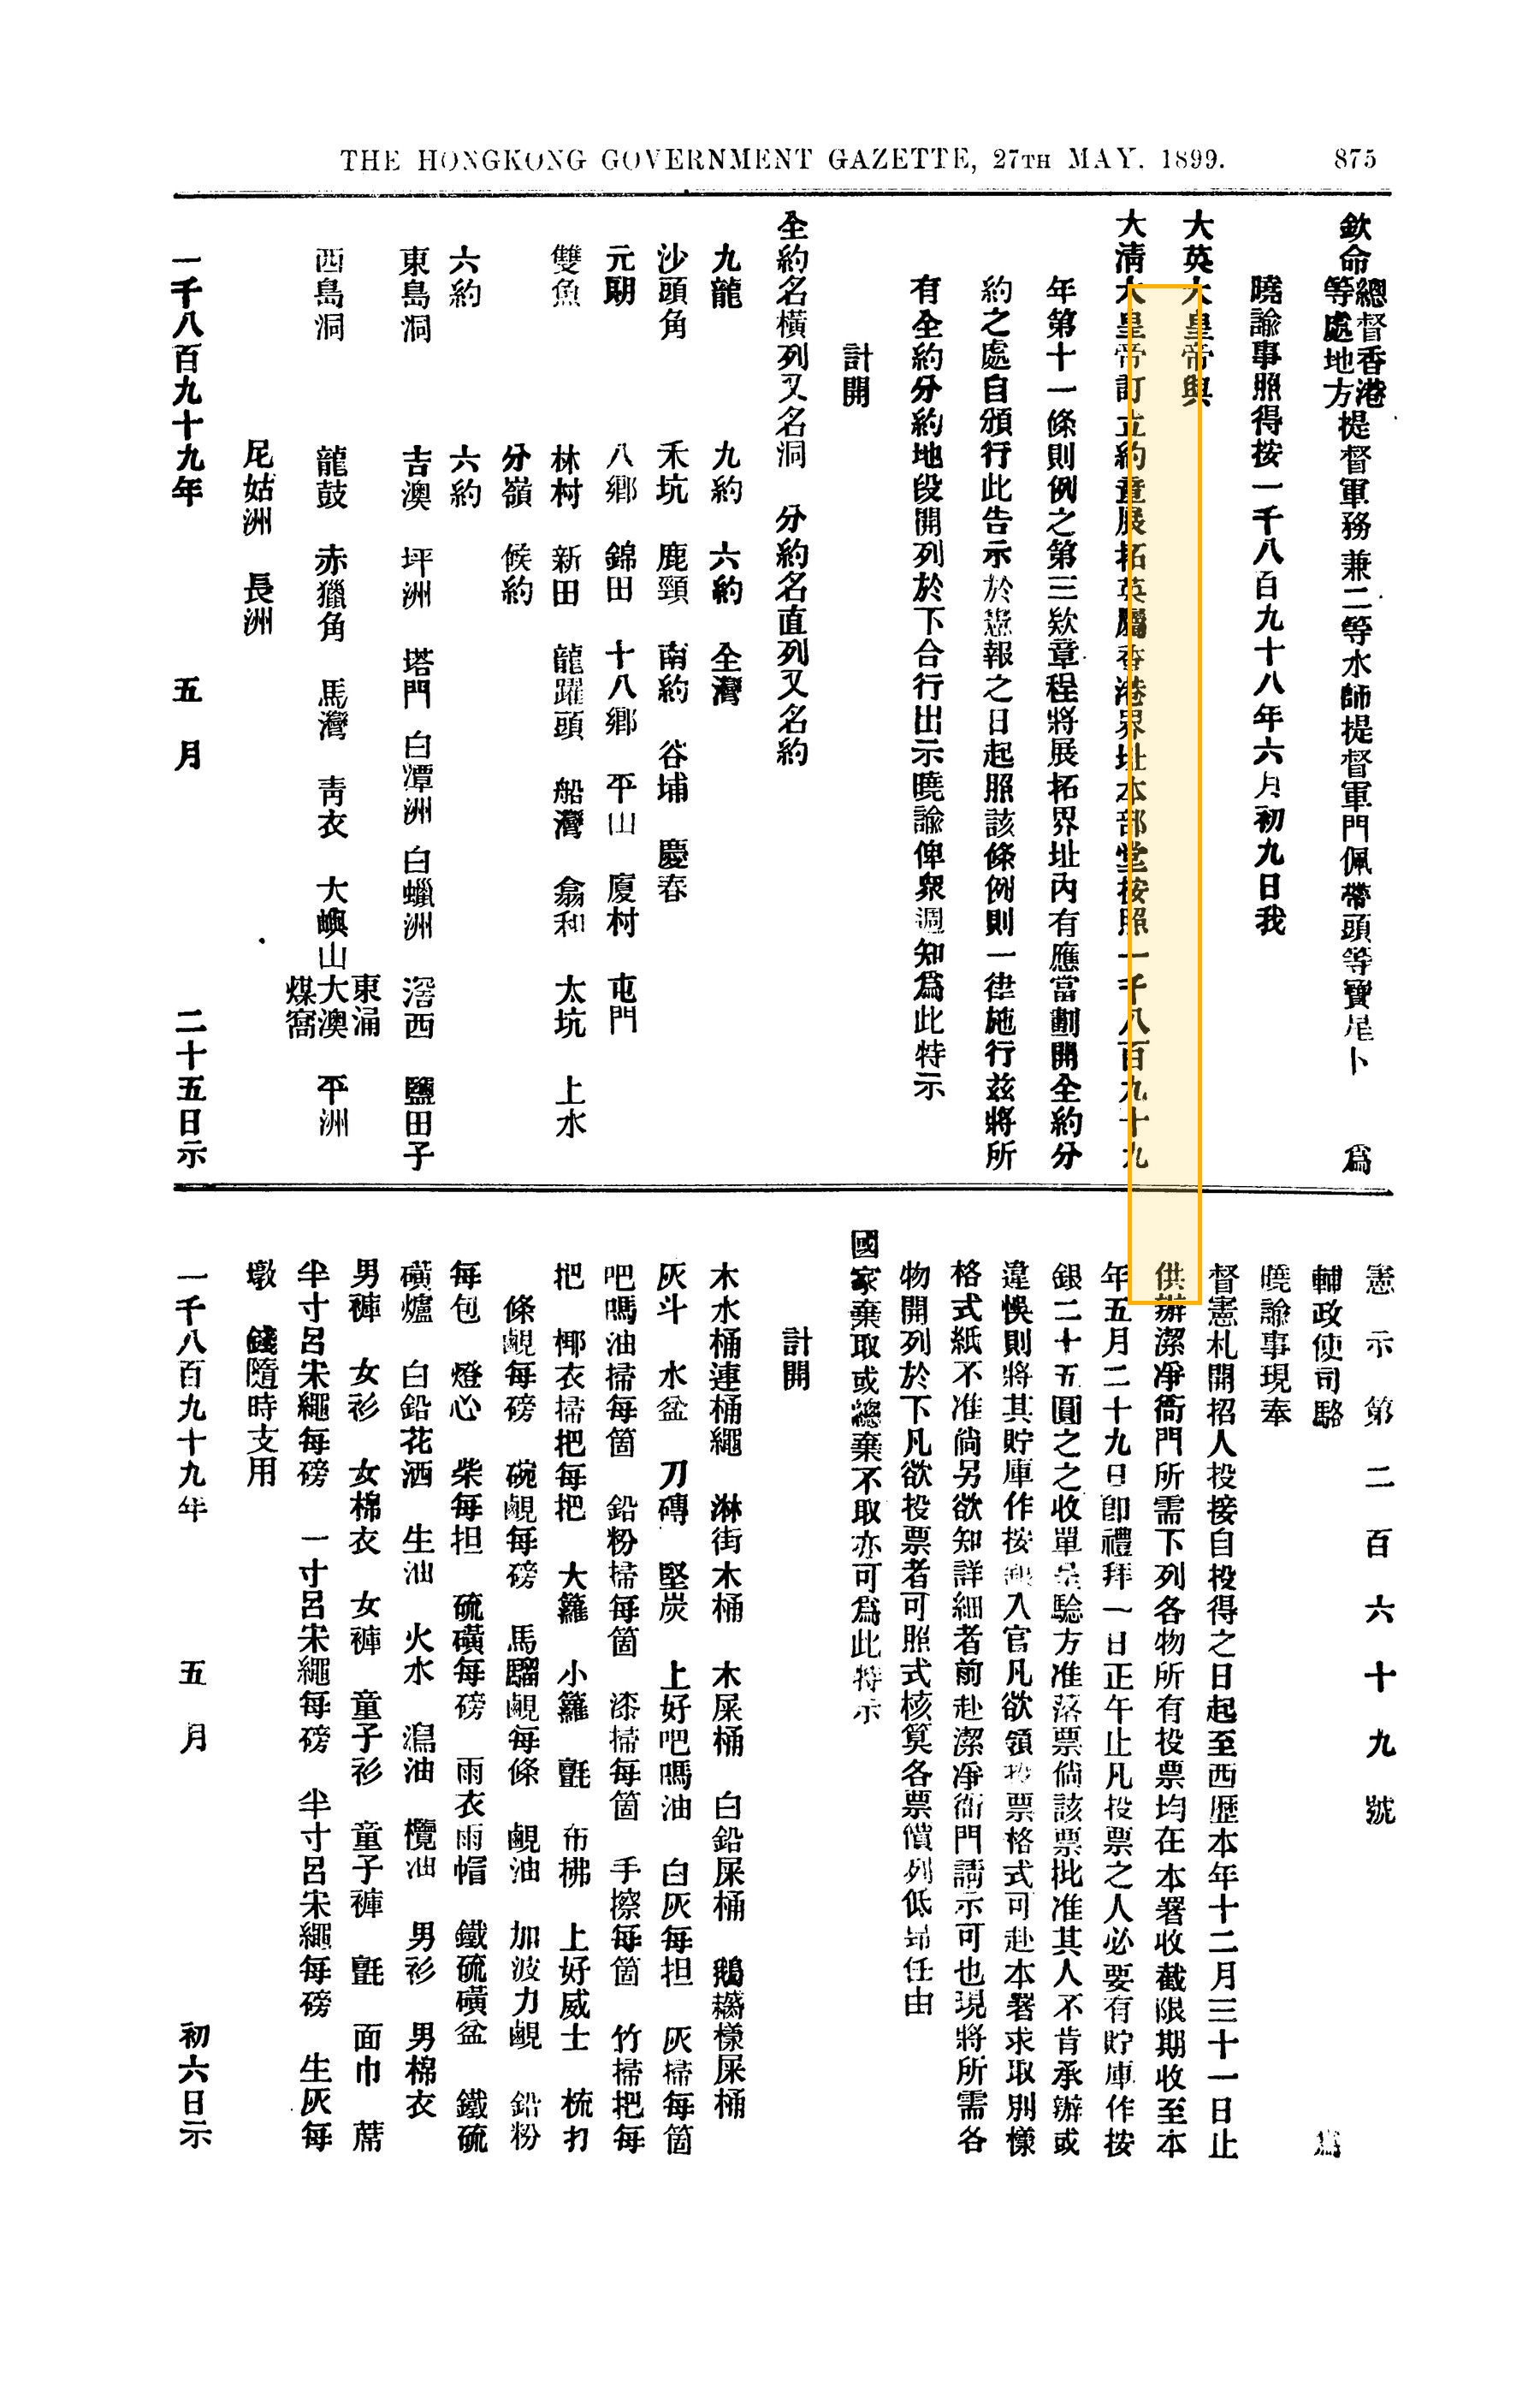 THE HONGKONG GOVERNMENT GAZETTE, 27TH MAY, 1899. 875
欽命總督香港等處地方提督軍務兼二等水師提督軍門佩帶頭等寶星卜 為
曉諭事照得按一千八百九十八年六月初九日我
大英大皇帝與
大清大皇帝訂立約章展拓英屬香港界址本部堂按照一千八百九十九
年第十一條則例之第三欵章程將展拓界址內有應當劃開全約分
約之處自頒行此告示於憲報之日起照該條例則一律施行茲將所
有全約分約地段開列於下合行出示曉諭俾衆週知為此特示
計開
全約名橫列又名洞 分約名直列又名約
九龍 九約 六約 全灣
沙頭角 禾坑 鹿頸 南約 谷埔 慶春
元朗 八鄉 錦田 十八鄉 平山 廈村 屯門
雙魚 林村 新田 龍躍頭 船灣 翕和 太坑 上水
分嶺 候約
六約 六約
東島洞 吉澳 坪洲 塔門 白潭洲 白蠟洲 滘西 鹽田子
西島洞 龍鼓 赤獵角 馬灣 靑衣 大嶼山 東涌 大澳 煤窩 平洲
尼姑洲 長洲
一千八百九十九年 五月 二十五日示
憲示第二百六十九號
輔政使司駱 為
曉諭事現奉
督憲札開招人投接自投得之日起至西歷本年十二月三十一日止
供辦潔凈衙門所需下列各物所有投票均在本署收截限期收至本
年五月二十九日卽禮拜一日正午止凡投票之人必要有貯庫作按
銀二十五圓之之收單呈驗方准落票倘該票批准其人不肯承辦或
違悞則將其貯庫作按銀入官凡欲領投票格式可赴本署求取別樣
格式紙不准倘另欲知詳細者前赴潔凈衙門請示可也現將所需各
物開列於下凡欲投票者可照式核算各票價列低昻任由
國家棄取或總棄不取亦可為此特示
計開
木水桶連桶繩 淋街木桶 木屎桶 白鉛屎桶 樣屎桶
灰斗 水盆 刀磚 堅炭 上好吧嗎油 白灰每担 灰掃每箇
吧嗎油掃每箇 鉛粉掃每箇 漆掃每箇 手擦每箇 竹掃把每
把 椰衣掃把每把 大籮 小籮 氈 布拂 上好威士 梳打
條鹼每磅 碗鹼每磅 馬騮鹼每條 鹼油 加波力鹼 鉛粉
每包 燈心 柴每担 硫磺每磅 雨衣雨帽 鐵硫磺盆 鐵硫
磺爐 白鉛花洒 生油 火水 潟油 欖油 男衫 男棉衣
男褲 女衫 女棉衣 女褲 童子衫 童子褲 氈 面巾 蓆
半寸呂宋繩每磅 一寸呂宋繩每磅 半寸呂宋繩每磅 生灰每
墩 錢隨時支用
一千八百九十九年 五月 初六日示